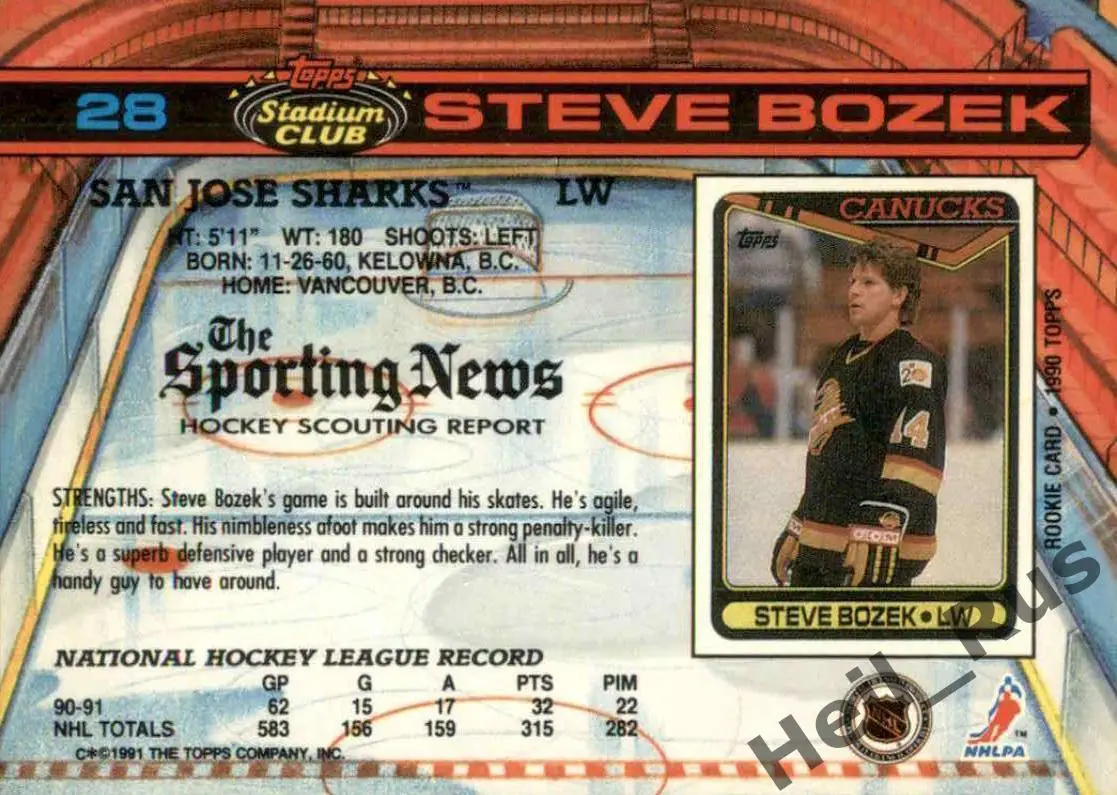 28
Topps
Stadium
CLUB
STEVE BOZEK
SAN JOSE SHARKS™ LW
HT: 5'11" WT: 180 SHOOTS: LEFT
BORN: 11-26-60, KELOWNA, B.C.
HOME: VANCOUVER, B.C.
The
Sporting News
HOCKEY SCOUTING REPORT
STRENGTHS: Steve Bozek's game is built around his skates. He's agile,
tireless and fast. His nimbleness afoot makes him a strong penalty-killer.
He's a superb defensive player and a strong checker. All in all, he's a
handy guy to have around.
NATIONAL HOCKEY LEAGUE RECORD
GP G A PTS PIM
90-91 62 15 17 32 22
NHL TOTALS 583 156 159 315 282
C*©1991 THE TOPPS COMPANY, INC.
CANUCKS
Topps
20
14
STEVE BOZEK • LW
ROOKIE CARD • 1990 TOPPS
NHL
NHLPA
™
Heil_Rus